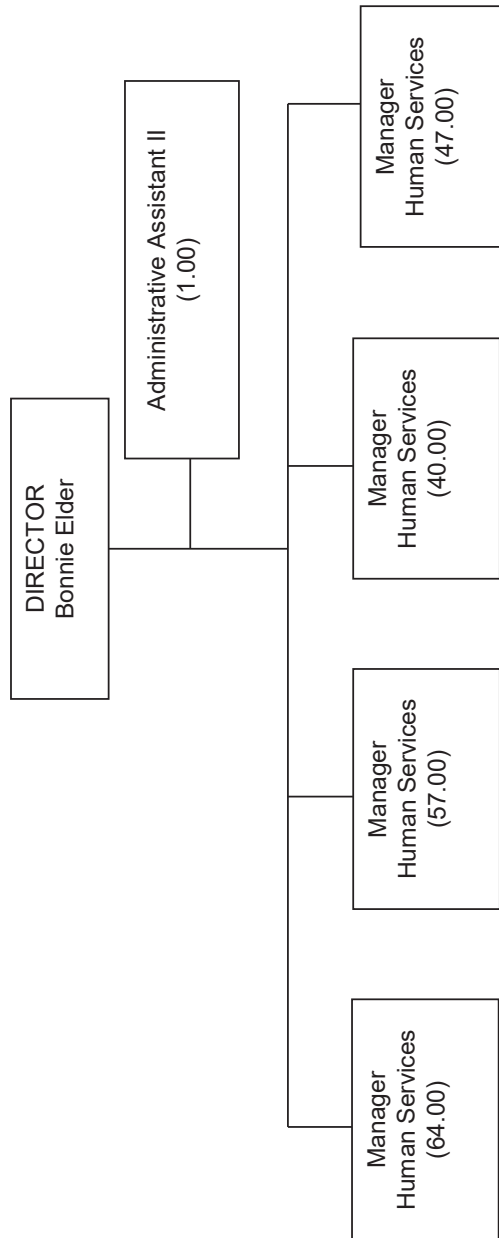 DIRECTOR
Bonnie Elder
Administrative Assistant II
(1.00)
Manager
Human Services
(64.00)
Manager
Human Services
(57.00)
Manager
Human Services
(40.00)
Manager
Human Services
(47.00)